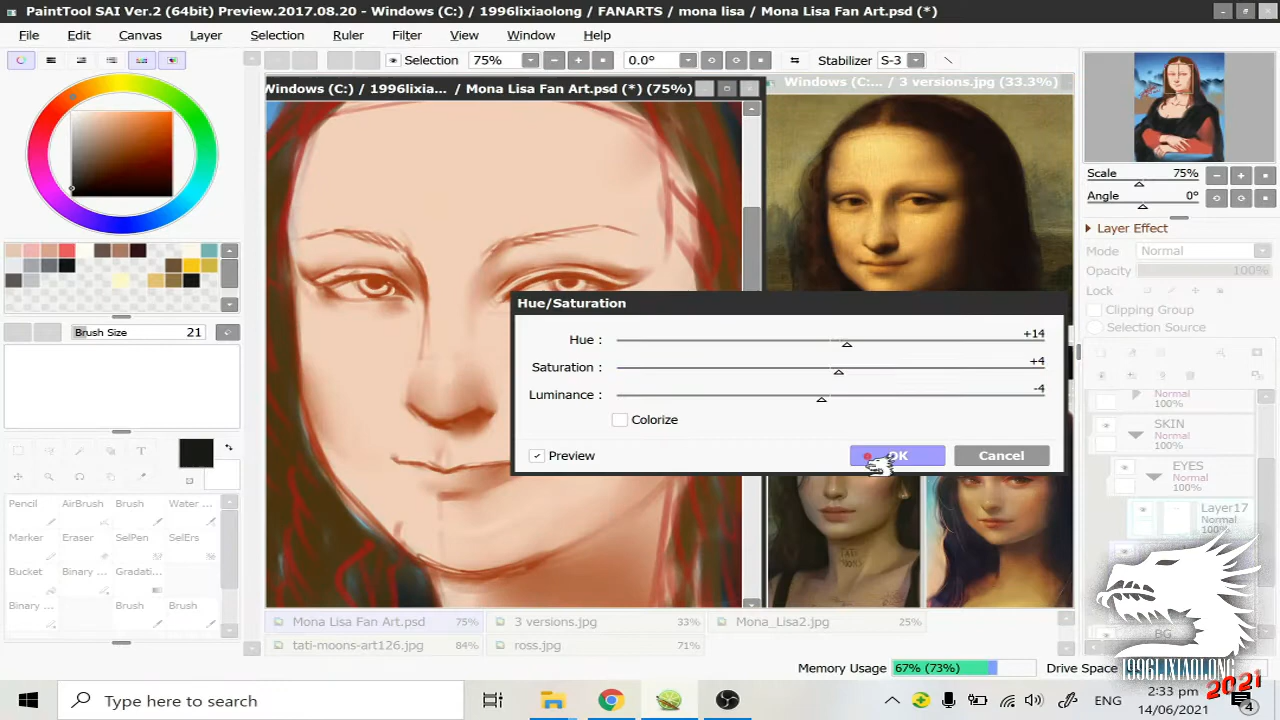 PaintTool SAI Ver.2 (64bit) Preview.2017.08.20 - Windows (C:) / 1996lixiaolong / FANARTS / mona lisa / Mona Lisa Fan Art.psd (*)
File Edit Canvas Layer Selection Ruler Filter View Window Help
Selection 75% 0.0° Stabilizer S-3
Windows (C:) / 1996lixia... / Mona Lisa Fan Art.psd (*) (75%)
Windows (C:... / 3 versions.jpg (33.3%)
Scale 75%
Angle 0°
Layer Effect
Mode Normal
Opacity 100%
Lock
Clipping Group
Selection Source
Brush Size 21
T
Pencil AirBrush Brush Water ...
Marker Eraser SelPen SelErs
Bucket Binary ... Gradati...
Binary ... Brush Brush
Hue/Saturation
Hue : +14
Saturation : +4
Luminance : -4
Colorize
Preview OK Cancel
Normal
100%
SKIN
Normal
100%
EYES
Normal
100%
Layer17
Normal
100%
BG
TATI
MOONS
Mona Lisa Fan Art.psd 75% 3 versions.jpg 33% Mona_Lisa2.jpg 25%
tati-moons-art126.jpg 84% ross.jpg 71%
Memory Usage 67% (73%) Drive Space
1996LIXIAOLONG
2021
Type here to search
ENG
2:33 pm
14/06/2021
4